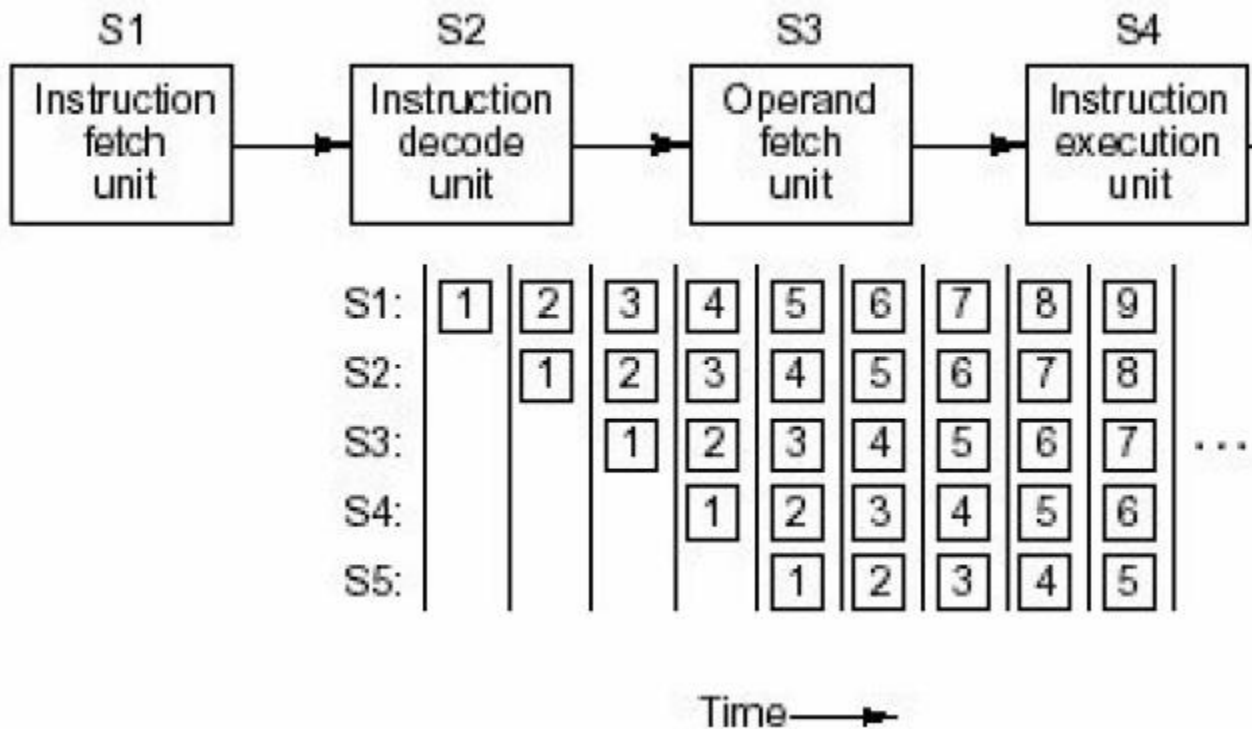 S1 S2 S3 S4
Instruction fetch unit
Instruction decode unit
Operand fetch unit
Instruction execution unit
S1: 1 2 3 4 5 6 7 8 9
S2: 1 2 3 4 5 6 7 8
S3: 1 2 3 4 5 6 7 ...
S4: 1 2 3 4 5 6
S5: 1 2 3 4 5
Time